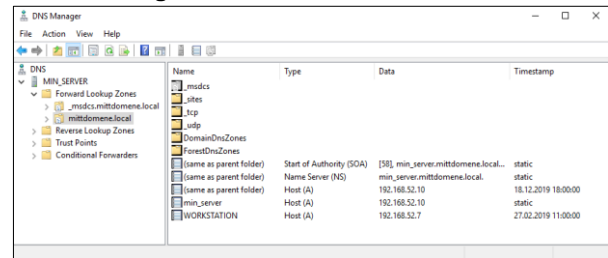 DNS Manager
File Action View Help
DNS
MIN_SERVER
Forward Lookup Zones
_msdcs.mittdomene.local
mittdomene.local
Reverse Lookup Zones
Trust Points
Conditional Forwarders
Name Type Data Timestamp
_msdcs
_sites
_tcp
_udp
DomainDnsZones
ForestDnsZones
(same as parent folder) Start of Authority (SOA) [58], min_server.mittdomene.local... static
(same as parent folder) Name Server (NS) min_server.mittdomene.local. static
(same as parent folder) Host (A) 192.168.52.10 18.12.2019 18:00:00
min_server Host (A) 192.168.52.10 static
WORKSTATION Host (A) 192.168.52.7 27.02.2019 11:00:00